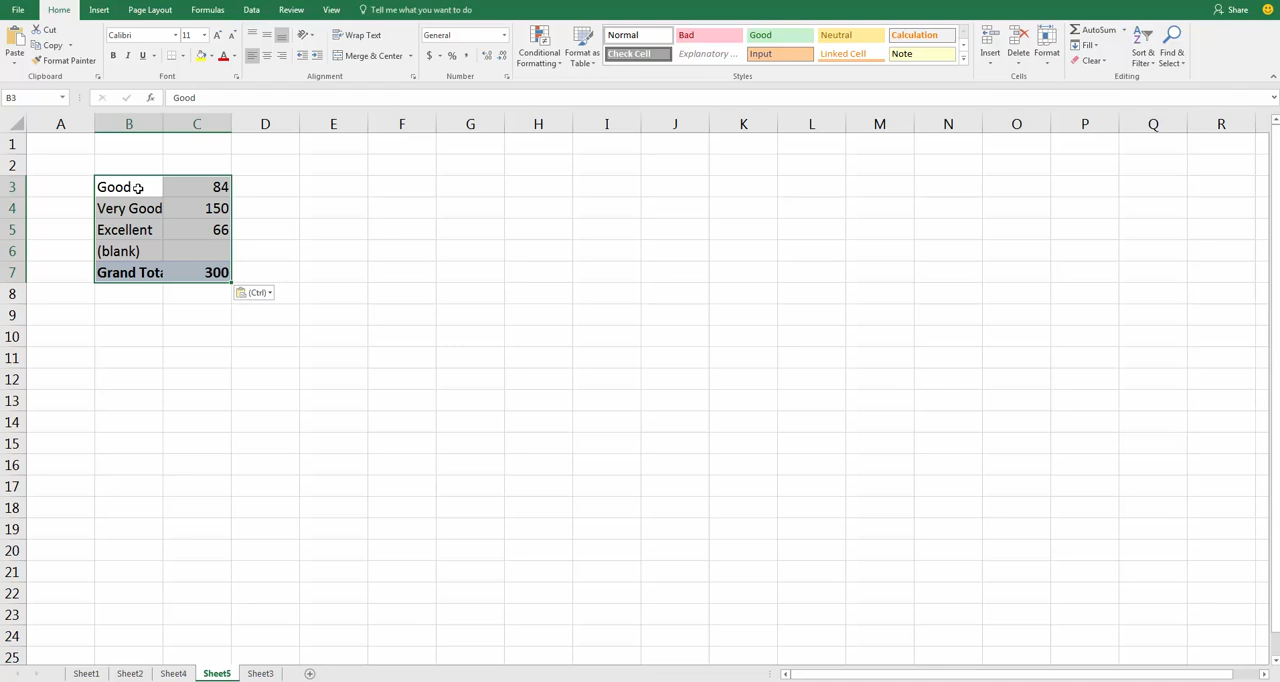 File Home Insert Page Layout Formulas Data Review View Tell me what you want to do Share
Cut Calibri 11 Wrap Text General Normal Bad Good Neutral Calculation AutoSum
Paste Copy Conditional Format as Check Cell Explanatory ... Input Linked Cell Note Insert Delete Format Fill Sort & Find &
Format Painter B I U Merge & Center $ % , Formatting Table Clear Filter Select
Clipboard Font Alignment Number Styles Cells Editing
B3 fx Good
A B C D E F G H I J K L M N O P Q R
1
2
3 Good 84
4 Very Good 150
5 Excellent 66
6 (blank)
7 Grand Tota 300
8 (Ctrl)
9
10
11
12
13
14
15
16
17
18
19
20
21
22
23
24
25
Sheet1 Sheet2 Sheet4 Sheet5 Sheet3